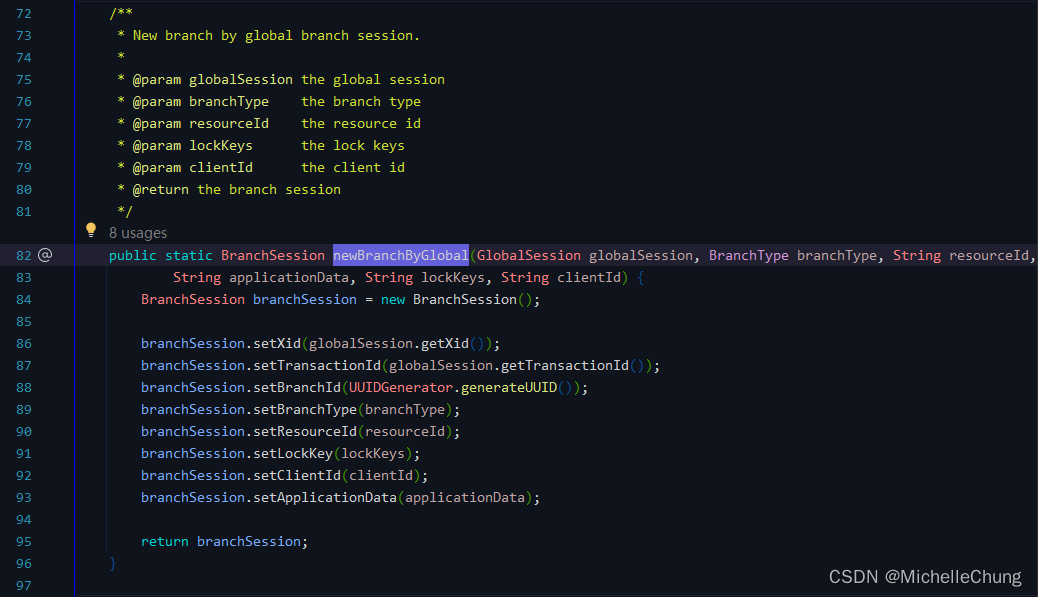 72 /**
73 * New branch by global branch session.
74 *
75 * @param globalSession the global session
76 * @param branchType the branch type
77 * @param resourceId the resource id
78 * @param lockKeys the lock keys
79 * @param clientId the client id
80 * @return the branch session
81 */
8 usages
82 @ public static BranchSession newBranchByGlobal(GlobalSession globalSession, BranchType branchType, String resourceId,
83 String applicationData, String lockKeys, String clientId) {
84 BranchSession branchSession = new BranchSession();
85
86 branchSession.setXid(globalSession.getXid());
87 branchSession.setTransactionId(globalSession.getTransactionId());
88 branchSession.setBranchId(UUIDGenerator.generateUUID());
89 branchSession.setBranchType(branchType);
90 branchSession.setResourceId(resourceId);
91 branchSession.setLockKey(lockKeys);
92 branchSession.setClientId(clientId);
93 branchSession.setApplicationData(applicationData);
94
95 return branchSession;
96 }
97
CSDN @MichelleChung